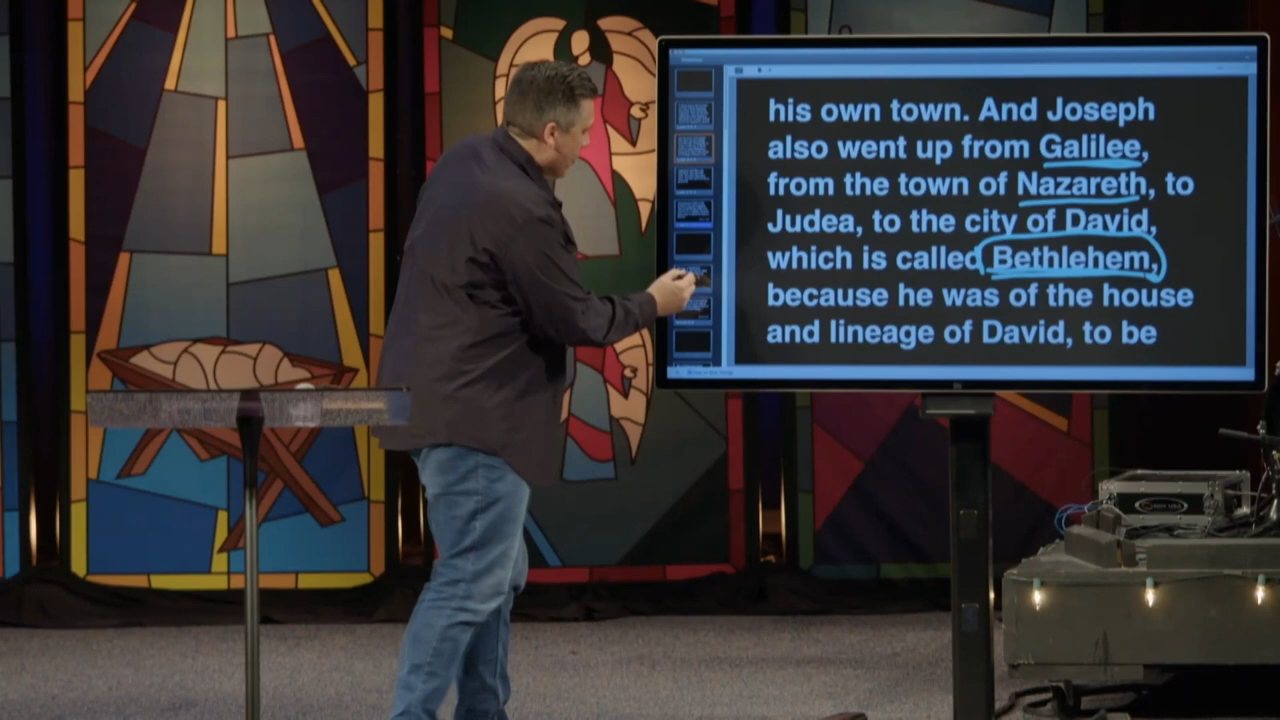 his own town. And Joseph
also went up from Galilee,
from the town of Nazareth, to
Judea, to the city of David,
which is called Bethlehem,
because he was of the house
and lineage of David, to be